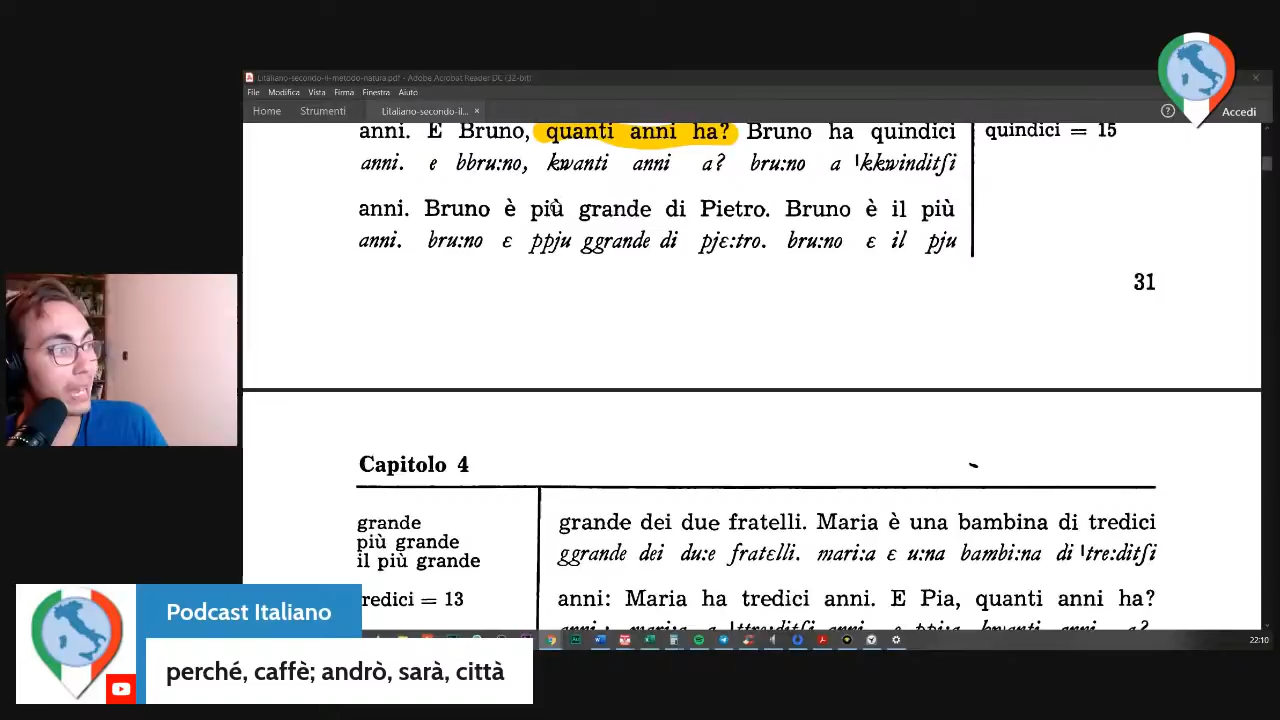 Litaliano-secondo-il-metodo-natura.pdf - Adobe Acrobat Reader DC (32-bit)
File Modifica Vista Firma Finestra Aiuto
Home Strumenti Litaliano-secondo-il... × Accedi
anni. E Bruno, quanti anni ha? Bruno ha quindici
quindici = 15
anni. e bbru:no, kwanti anni a? bru:no a ˈkkwinditʃi
anni. Bruno è più grande di Pietro. Bruno è il più
anni. bru:no ɛ ppju ggrande di pjɛ:tro. bru:no ɛ il pju
31
Capitolo 4
grande
più grande
il più grande
tredici = 13
grande dei due fratelli. Maria è una bambina di tredici
ggrande dei du:e fratɛlli. mari:a ɛ u:na bambi:na di ˈtre:ditʃi
anni: Maria ha tredici anni. E Pia, quanti anni ha?
22:10
Podcast Italiano
perché, caffè; andrò, sarà, città